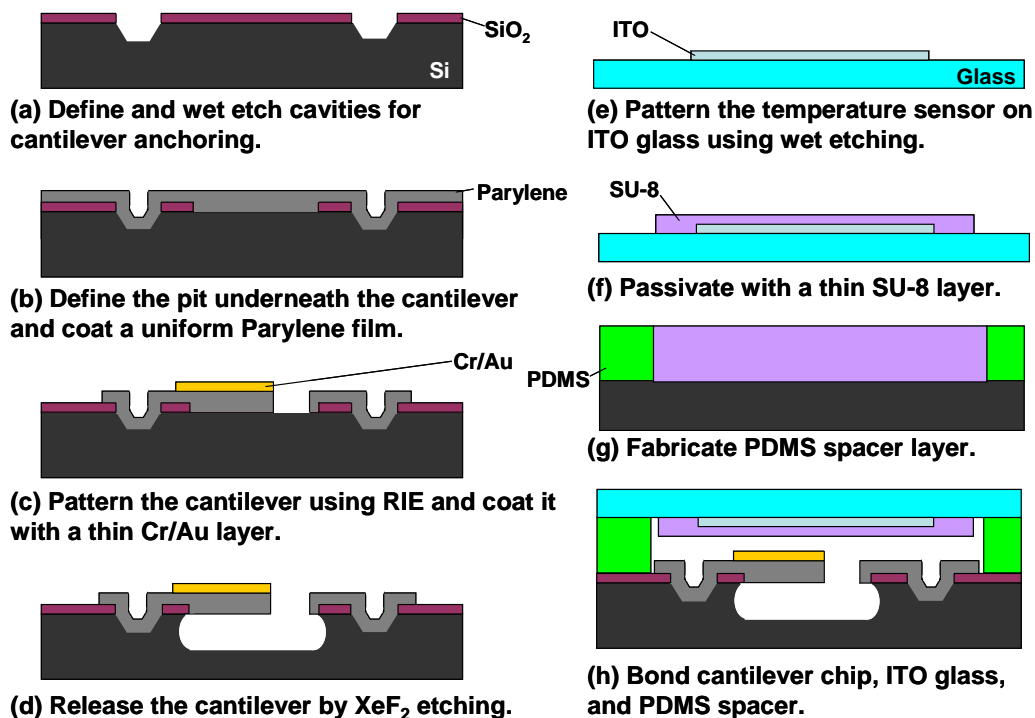 SiO₂
Si
(a) Define and wet etch cavities for
cantilever anchoring.
Parylene
(b) Define the pit underneath the cantilever
and coat a uniform Parylene film.
Cr/Au
(c) Pattern the cantilever using RIE and coat it
with a thin Cr/Au layer.
(d) Release the cantilever by XeF₂ etching.
ITO
Glass
(e) Pattern the temperature sensor on
ITO glass using wet etching.
SU-8
(f) Passivate with a thin SU-8 layer.
PDMS
(g) Fabricate PDMS spacer layer.
(h) Bond cantilever chip, ITO glass,
and PDMS spacer.